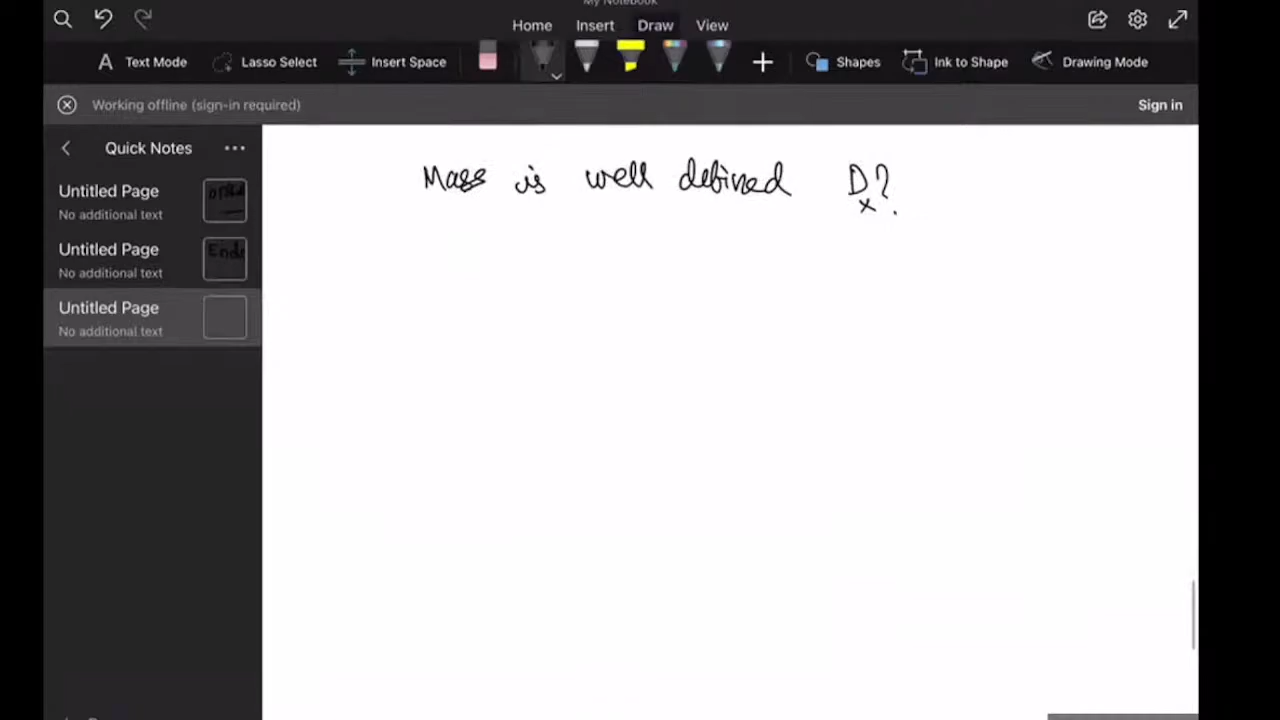 My Notebook
Home Insert Draw View
Text Mode Lasso Select Insert Space Shapes Ink to Shape Drawing Mode
Working offline (sign-in required) Sign in
Quick Notes
Untitled Page
No additional text
Untitled Page
No additional text
Untitled Page
No additional text
Mass is well defined D?
x